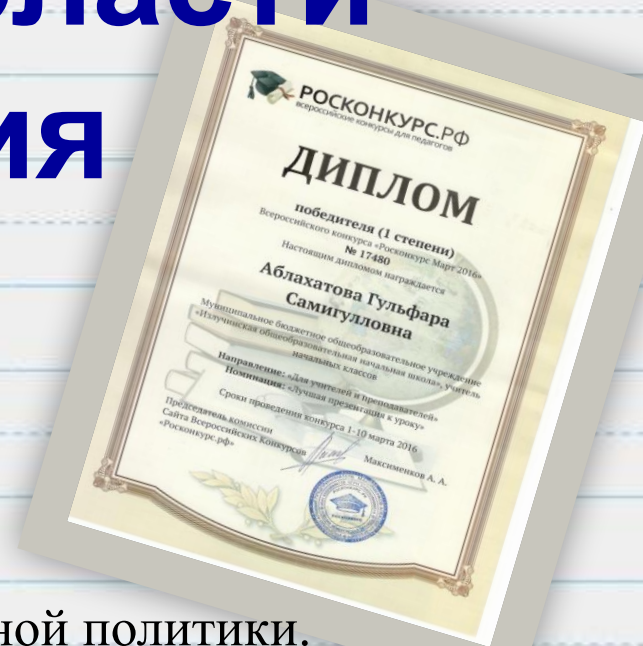 бласти
ия
РОСКОНКУРС.РФ
всероссийские конкурсы для педагогов
ДИПЛОМ
победителя (1 степени)
Всероссийского конкурса «Росконкурс Март 2016»
№ 17480
Настоящим дипломом награждается
Аблахатова Гульфара
Самигулловна
Муниципальное бюджетное общеобразовательное учреждение
«Излучинская общеобразовательная начальная школа», учитель
начальных классов
Направление: «Для учителей и преподавателей»
Номинация: «Лучшая презентация к уроку»
Сроки проведения конкурса 1-10 марта 2016
Председатель комиссии
Сайта Всероссийских Конкурсов
«Росконкурс.рф»
Максименков А. А.
ной политики.